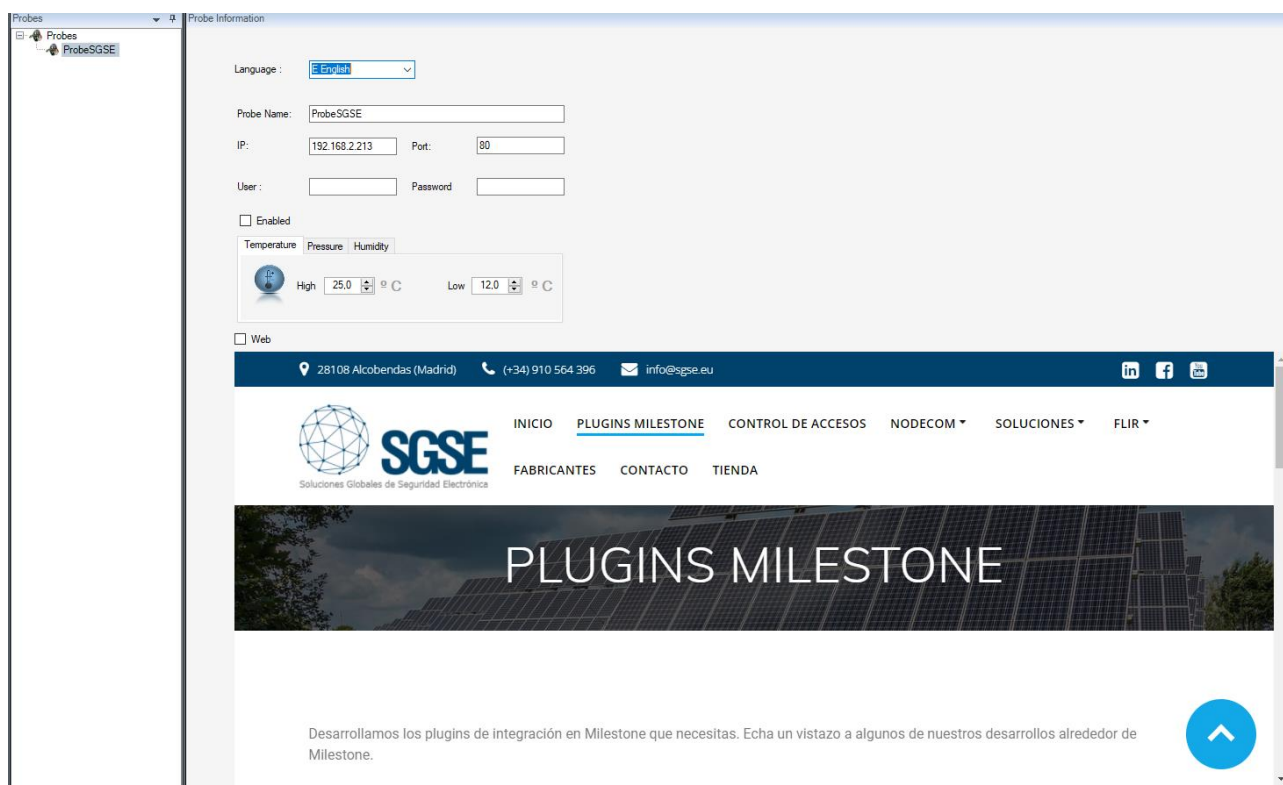 Probes
Probe Information
Probes
ProbeSGSE
Language :
E English
Probe Name:
ProbeSGSE
IP:
192.168.2.213
Port:
80
User :
Password
Enabled
Temperature Pressure Humidity
High 25,0 º C Low 12,0 º C
Web
28108 Alcobendas (Madrid) (+34) 910 564 396 info@sgse.eu
SGSE
Soluciones Globales de Seguridad Electrónica
INICIO PLUGINS MILESTONE CONTROL DE ACCESOS NODECOM SOLUCIONES FLIR
FABRICANTES CONTACTO TIENDA
PLUGINS MILESTONE
Desarrollamos los plugins de integración en Milestone que necesitas. Echa un vistazo a algunos de nuestros desarrollos alrededor de
Milestone.